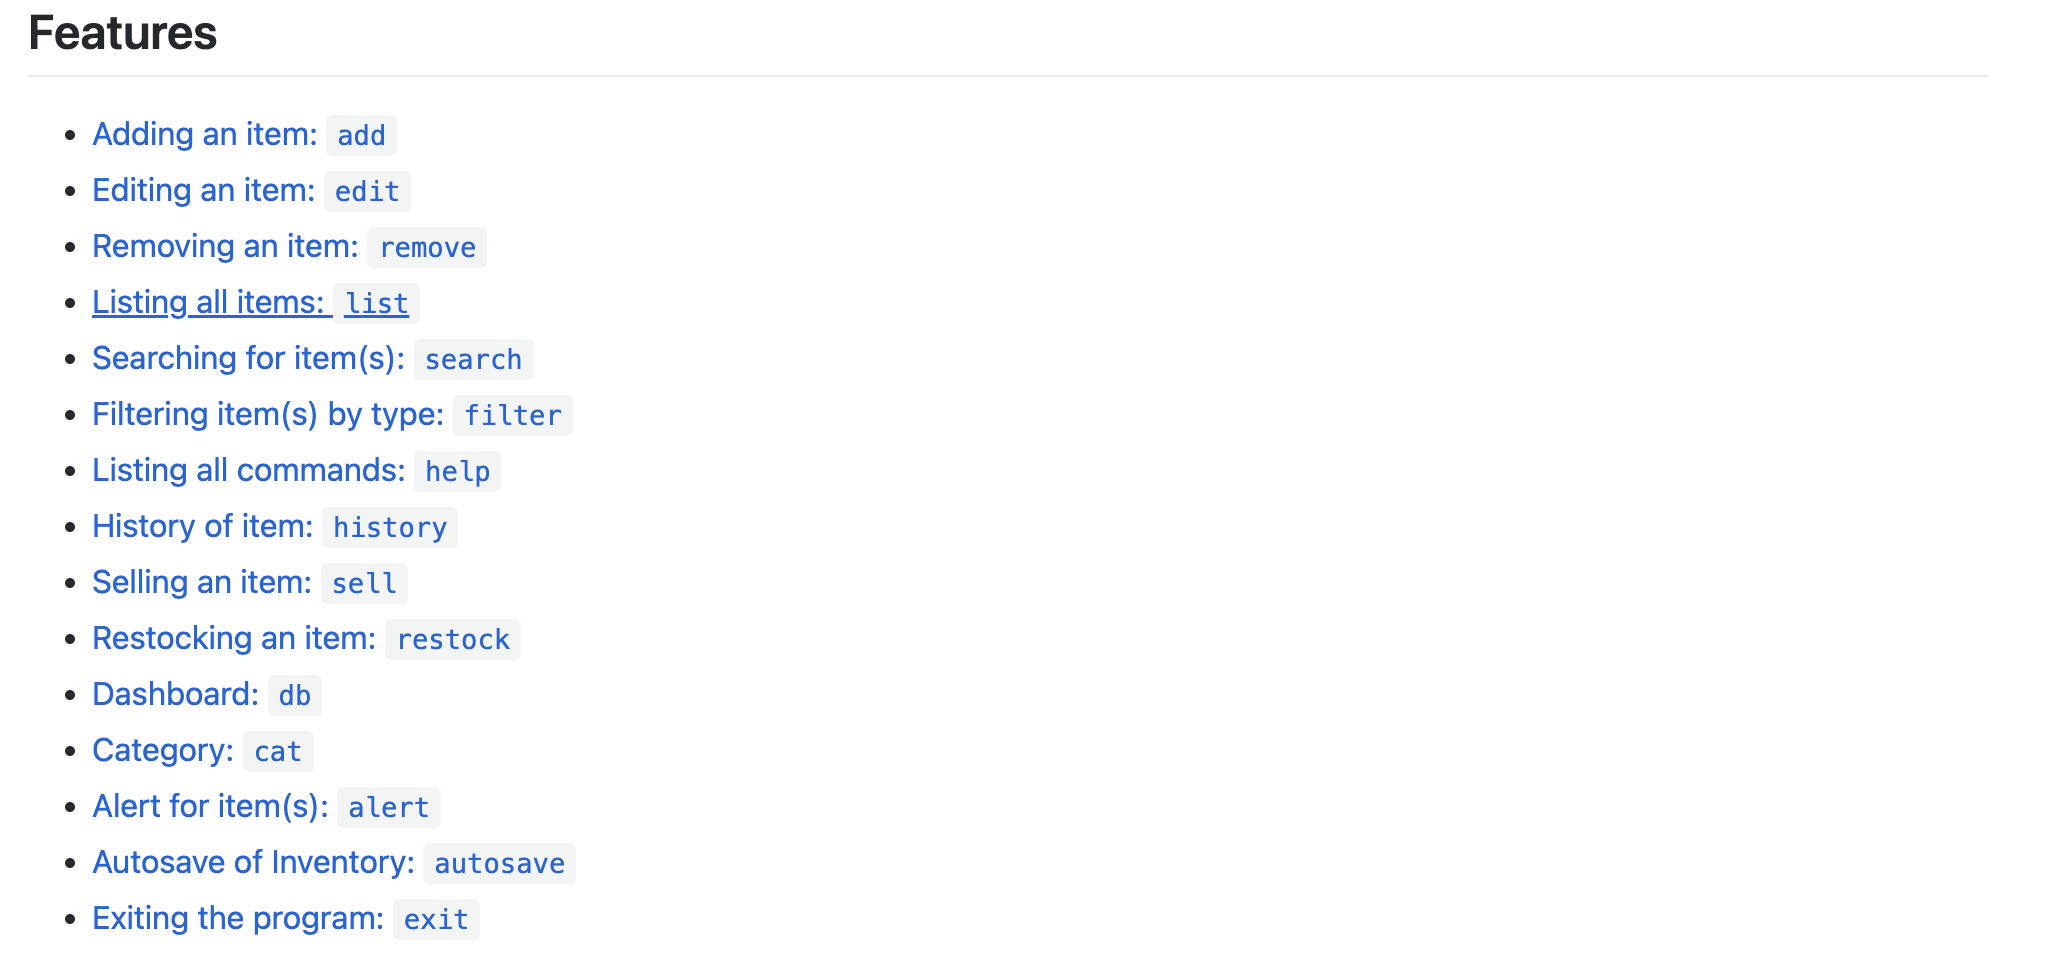 Features
Adding an item: add
Editing an item: edit
Removing an item: remove
Listing all items: list
Searching for item(s): search
Filtering item(s) by type: filter
Listing all commands: help
History of item: history
Selling an item: sell
Restocking an item: restock
Dashboard: db
Category: cat
Alert for item(s): alert
Autosave of Inventory: autosave
Exiting the program: exit